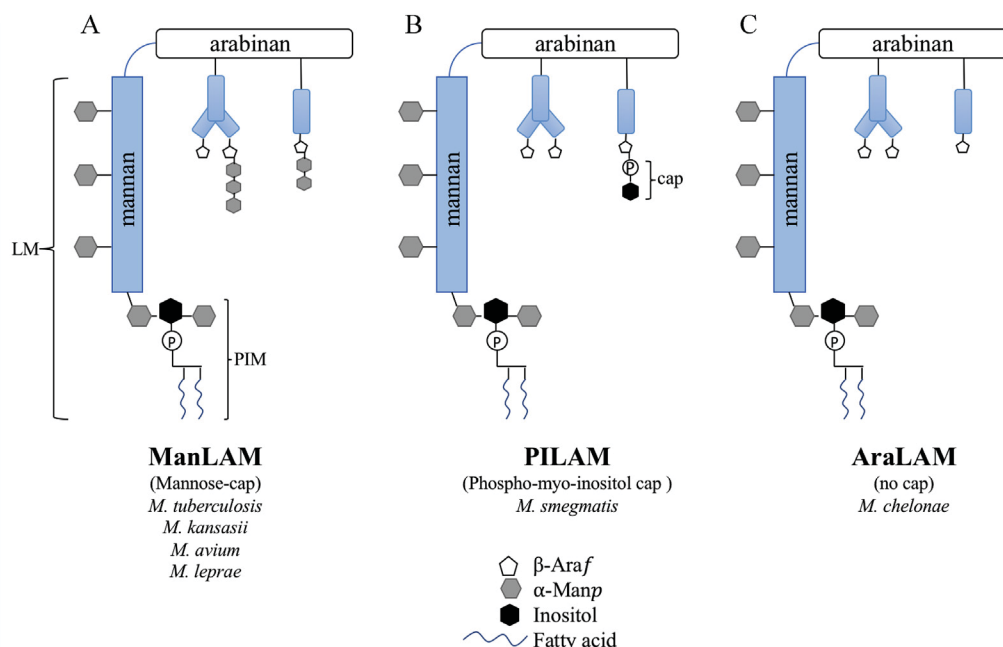 A
arabinan
mannan
LM
P
PIM
ManLAM
(Mannose-cap)
M. tuberculosis
M. kansasii
M. avium
M. leprae
B
arabinan
mannan
P
cap
P
PILAM
(Phospho-myo-inositol cap )
M. smegmatis
C
arabinan
mannan
P
AraLAM
(no cap)
M. chelonae
β-Araf
α-Manp
Inositol
Fatty acid